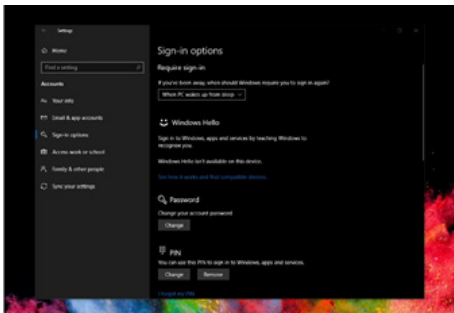 Settings
Home
Sign-in options
Find a setting
Require sign-in
Accounts
If you've been away, when should Windows require you to sign in again?
Your info
When PC wakes up from sleep
Email & app accounts
Sign-in options
Windows Hello
Access work or school
Sign in to Windows, apps and services by teaching Windows to
recognise you.
Family & other people
Windows Hello isn't available on this device.
Sync your settings
See how it works and find compatible devices.
Password
Change your account password
Change
PIN
You can use this PIN to sign in to Windows, apps and services.
Change Remove
I forgot my PIN